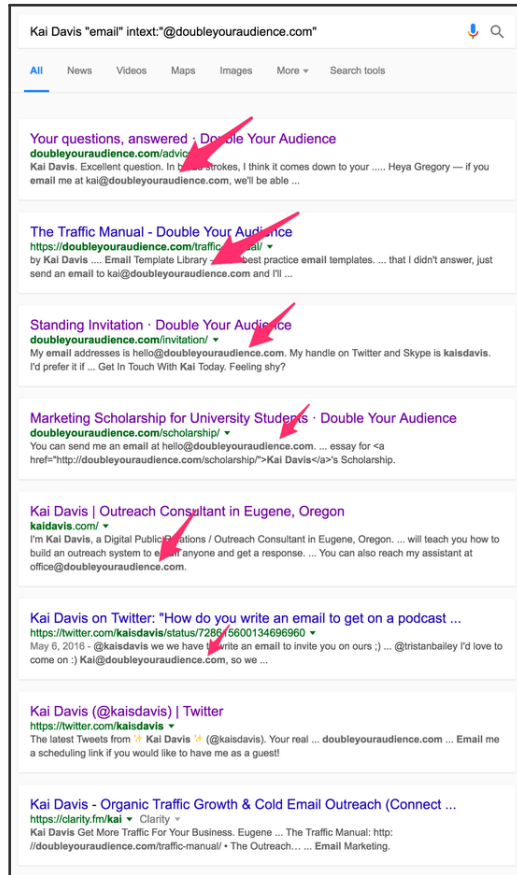 Kai Davis "email" intext:"@doubleyouraudience.com"
All News Videos Maps Images More Search tools
Your questions, answered · Double Your Audience
doubleyouraudience.com/advic
Kai Davis. Excellent question. In strokes, I think it comes down to your ..... Heya Gregory — if you
email me at kai@doubleyouraudience.com, we'll be able ...
The Traffic Manual - Double Your Audience
https://doubleyouraudience.com/traffic- /
by Kai Davis .... Email Template Library best practice email templates. ... that I didn't answer, just
send an email to kai@doubleyouraudience.com and I'll ...
Standing Invitation · Double Your Audience
doubleyouraudience.com/invitation/
My email addresses is hello@doubleyouraudience.com. My handle on Twitter and Skype is kaisdavis.
I'd prefer it if ... Get In Touch With Kai Today. Feeling shy?
Marketing Scholarship for University Students · Double Your Audience
doubleyouraudience.com/scholarship/
You can send me an email at hello@doubleyouraudience.com. ... essay for <a
href="http://doubleyouraudience.com/scholarship/">Kai Davis</a>'s Scholarship.
Kai Davis | Outreach Consultant in Eugene, Oregon
kaidavis.com/
I'm Kai Davis, a Digital Public Relations / Outreach Consultant in Eugene, Oregon. ... will teach you how to
build an outreach system to email anyone and get a response. ... You can also reach my assistant at
office@doubleyouraudience.com.
Kai Davis on Twitter: "How do you write an email to get on a podcast ...
https://twitter.com/kaisdavis/status/728615600134696960
May 6, 2016 - @kaisdavis we we have to write an email to invite you on ours ;) ... @tristanbailey I'd love to
come on :) Kai@doubleyouraudience.com, so we ...
Kai Davis (@kaisdavis) | Twitter
https://twitter.com/kaisdavis
The latest Tweets from ✨ Kai Davis ✨ (@kaisdavis). Your real ... doubleyouraudience.com ... Email me
a scheduling link if you would like to have me as a guest!
Kai Davis - Organic Traffic Growth & Cold Email Outreach (Connect ...
https://clarity.fm/kai Clarity
Kai Davis Get More Traffic For Your Business. Eugene ... The Traffic Manual: http:
//doubleyouraudience.com/traffic-manual/ • The Outreach... ... Email Marketing.